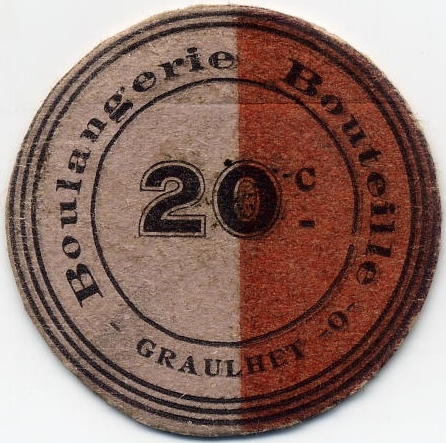 Boulangerie Bouteille
20 C
- GRAULHET -o-